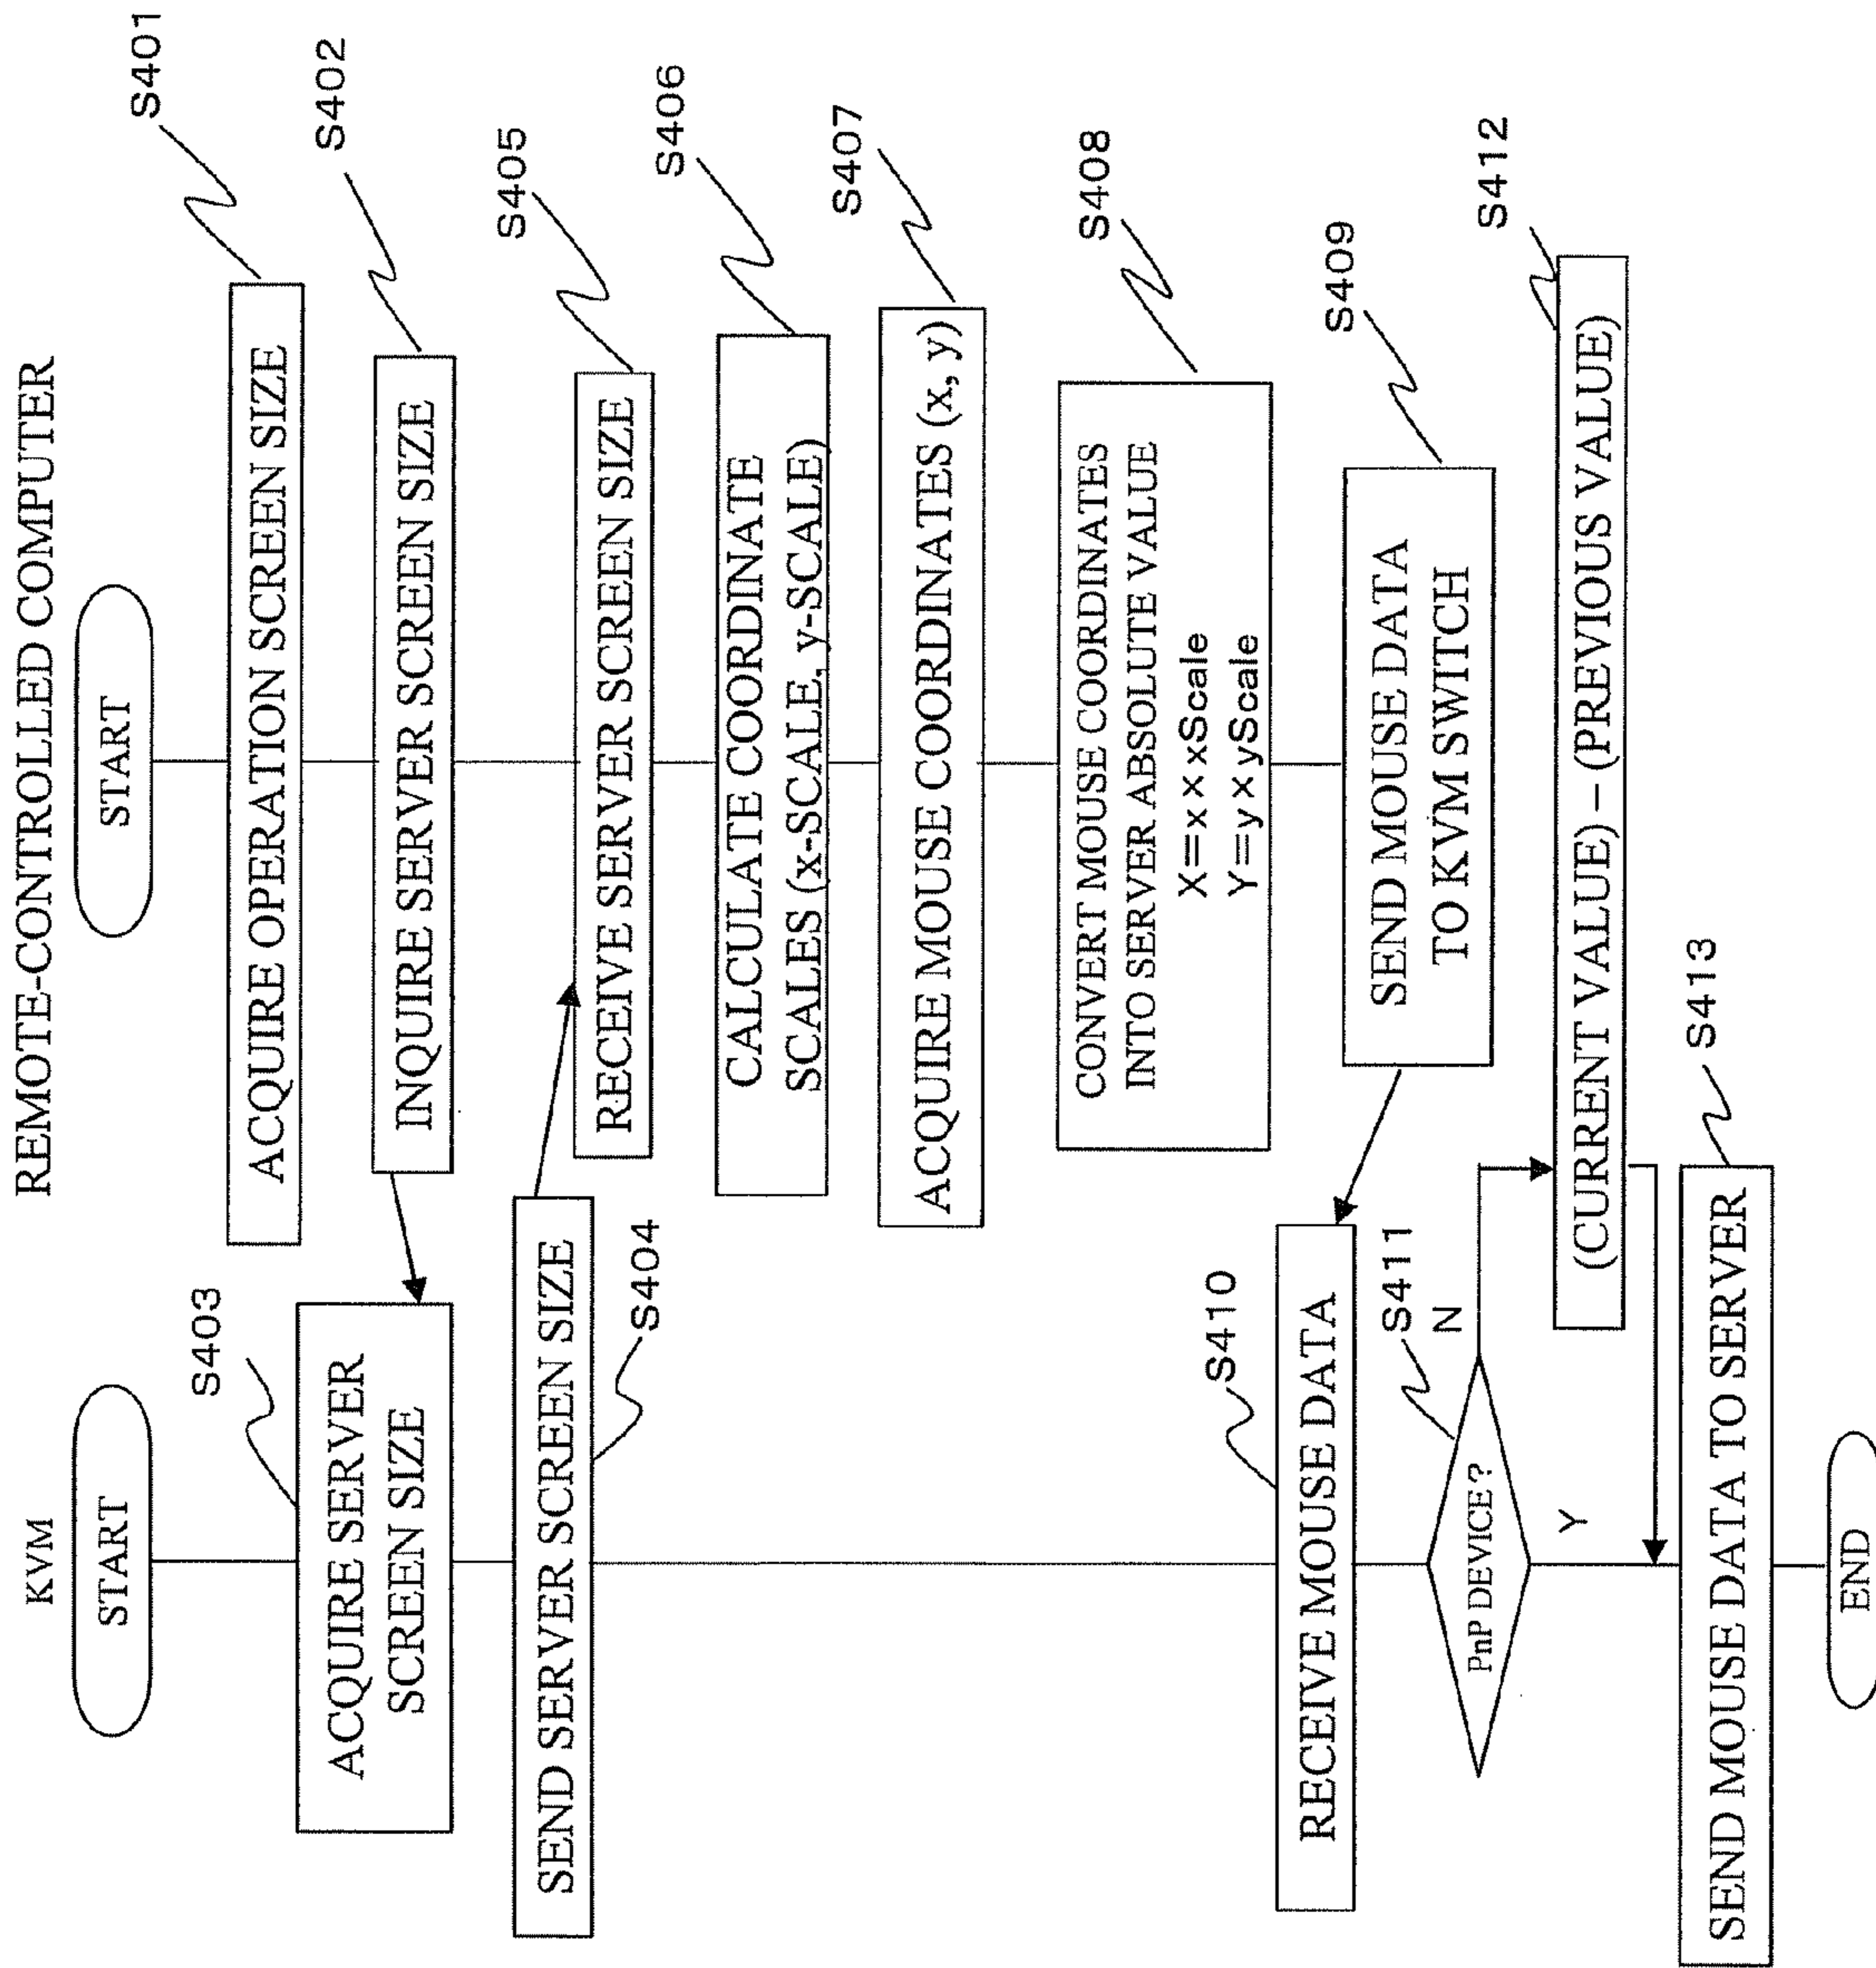 KVM
START
ACQUIRE SERVER
SCREEN SIZE
S403
SEND SERVER SCREEN SIZE
S404
RECEIVE MOUSE DATA
S410
PnP DEVICE?
S411
N
Y
SEND MOUSE DATA TO SERVER
S413
END
REMOTE-CONTROLLED COMPUTER
START
ACQUIRE OPERATION SCREEN SIZE
S401
INQUIRE SERVER SCREEN SIZE
S402
RECEIVE SERVER SCREEN SIZE
S405
CALCULATE COORDINATE
SCALES (x-SCALE, y-SCALE)
S406
ACQUIRE MOUSE COORDINATES (x, y)
S407
CONVERT MOUSE COORDINATES
INTO SERVER ABSOLUTE VALUE
X=x×xScale
Y=y×yScale
S408
SEND MOUSE DATA
TO KVM SWITCH
S409
(CURRENT VALUE) – (PREVIOUS VALUE)
S412